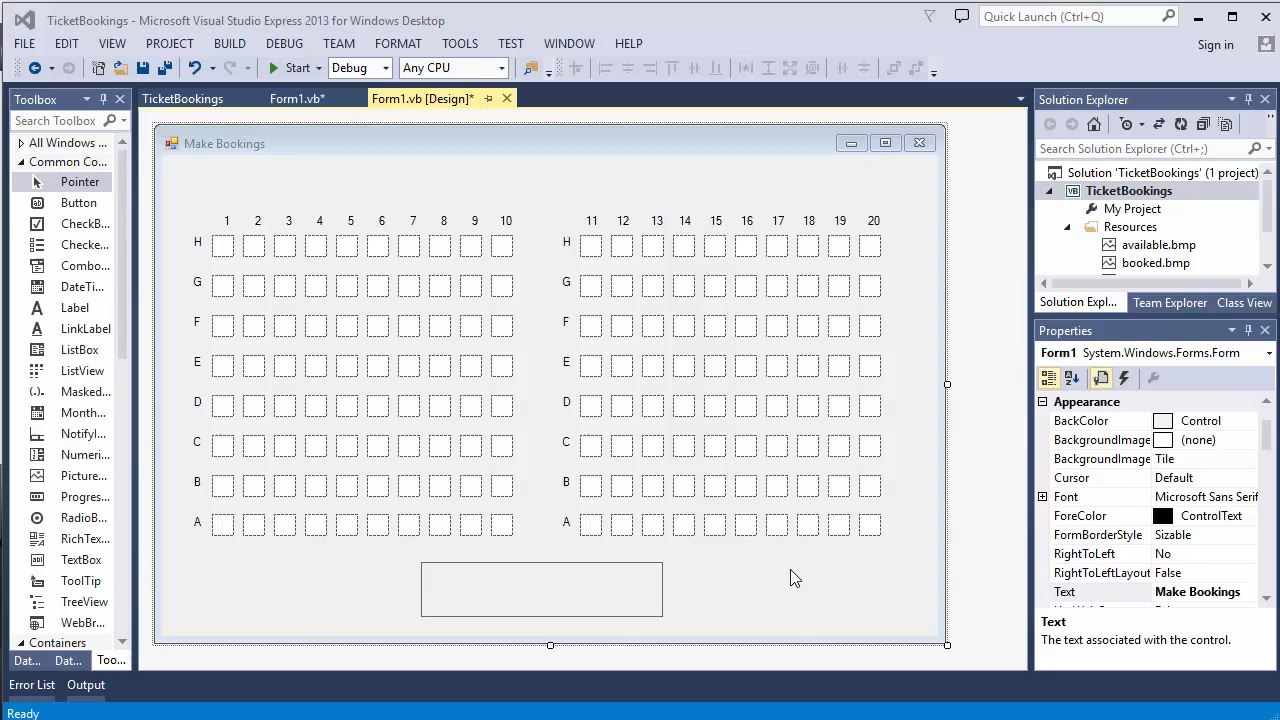 TicketBookings - Microsoft Visual Studio Express 2013 for Windows Desktop
Quick Launch (Ctrl+Q)
FILE EDIT VIEW PROJECT BUILD DEBUG TEAM FORMAT TOOLS TEST WINDOW HELP
Sign in
Start Debug Any CPU
Toolbox
Search Toolbox
All Windows ...
Common Co...
Pointer
Button
CheckB...
Checke...
Combo...
DateTi...
Label
LinkLabel
ListBox
ListView
Masked...
Month...
NotifyI...
Numeri...
Picture...
Progres...
RadioB...
RichTex...
TextBox
ToolTip
TreeView
WebBr...
Containers
Dat... Dat... Too...
TicketBookings Form1.vb* Form1.vb [Design]*
Make Bookings
1 2 3 4 5 6 7 8 9 10 11 12 13 14 15 16 17 18 19 20
H H
G G
F F
E E
D D
C C
B B
A A
Solution Explorer
Search Solution Explorer (Ctrl+;)
Solution 'TicketBookings' (1 project)
TicketBookings
My Project
Resources
available.bmp
booked.bmp
Solution Expl... Team Explorer Class View
Properties
Form1 System.Windows.Forms.Form
Appearance
BackColor Control
BackgroundImage (none)
BackgroundImage Tile
Cursor Default
Font Microsoft Sans Serif
ForeColor ControlText
FormBorderStyle Sizable
RightToLeft No
RightToLeftLayout False
Text Make Bookings
Text
The text associated with the control.
Error List Output
Ready